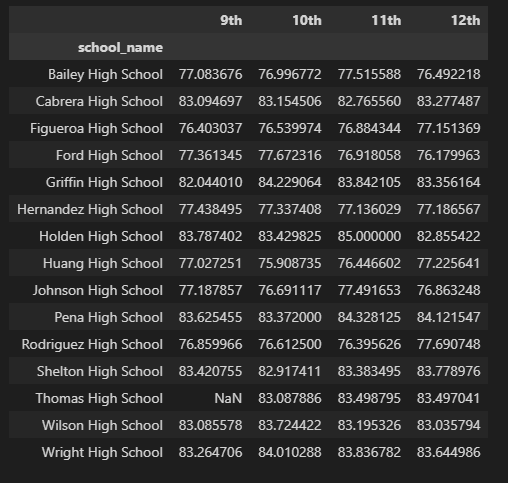 9th 10th 11th 12th
school_name
Bailey High School 77.083676 76.996772 77.515588 76.492218
Cabrera High School 83.094697 83.154506 82.765560 83.277487
Figueroa High School 76.403037 76.539974 76.884344 77.151369
Ford High School 77.361345 77.672316 76.918058 76.179963
Griffin High School 82.044010 84.229064 83.842105 83.356164
Hernandez High School 77.438495 77.337408 77.136029 77.186567
Holden High School 83.787402 83.429825 85.000000 82.855422
Huang High School 77.027251 75.908735 76.446602 77.225641
Johnson High School 77.187857 76.691117 77.491653 76.863248
Pena High School 83.625455 83.372000 84.328125 84.121547
Rodriguez High School 76.859966 76.612500 76.395626 77.690748
Shelton High School 83.420755 82.917411 83.383495 83.778976
Thomas High School NaN 83.087886 83.498795 83.497041
Wilson High School 83.085578 83.724422 83.195326 83.035794
Wright High School 83.264706 84.010288 83.836782 83.644986